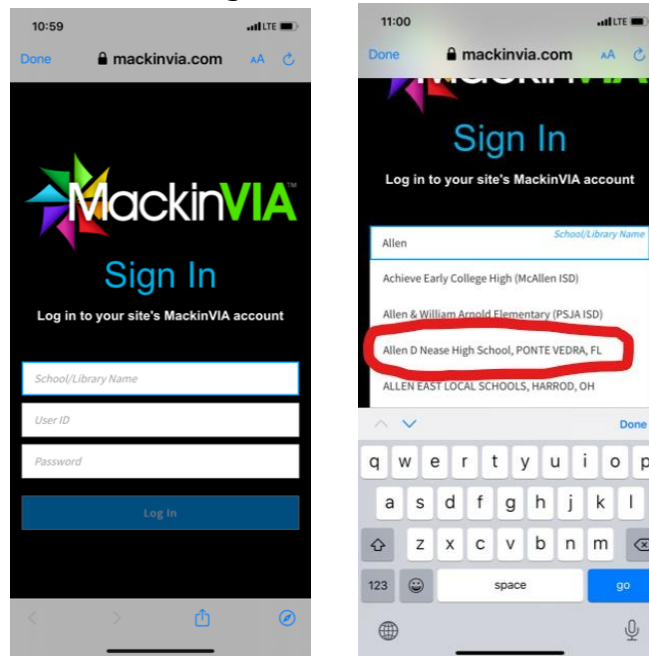 10:59
LTE
Done
mackinvia.com
AA
MackinVIA™
Sign In
Log in to your site's MackinVIA account
School/Library Name
User ID
Password
Log In
11:00
LTE
Done
mackinvia.com
AA
Sign In
Log in to your site's MackinVIA account
Allen
School/Library Name
Achieve Early College High (McAllen ISD)
Allen & William Arnold Elementary (PSJA ISD)
Allen D Nease High School, PONTE VEDRA, FL
ALLEN EAST LOCAL SCHOOLS, HARROD, OH
Done
q w e r t y u i o p
a s d f g h j k l
z x c v b n m
123 space go